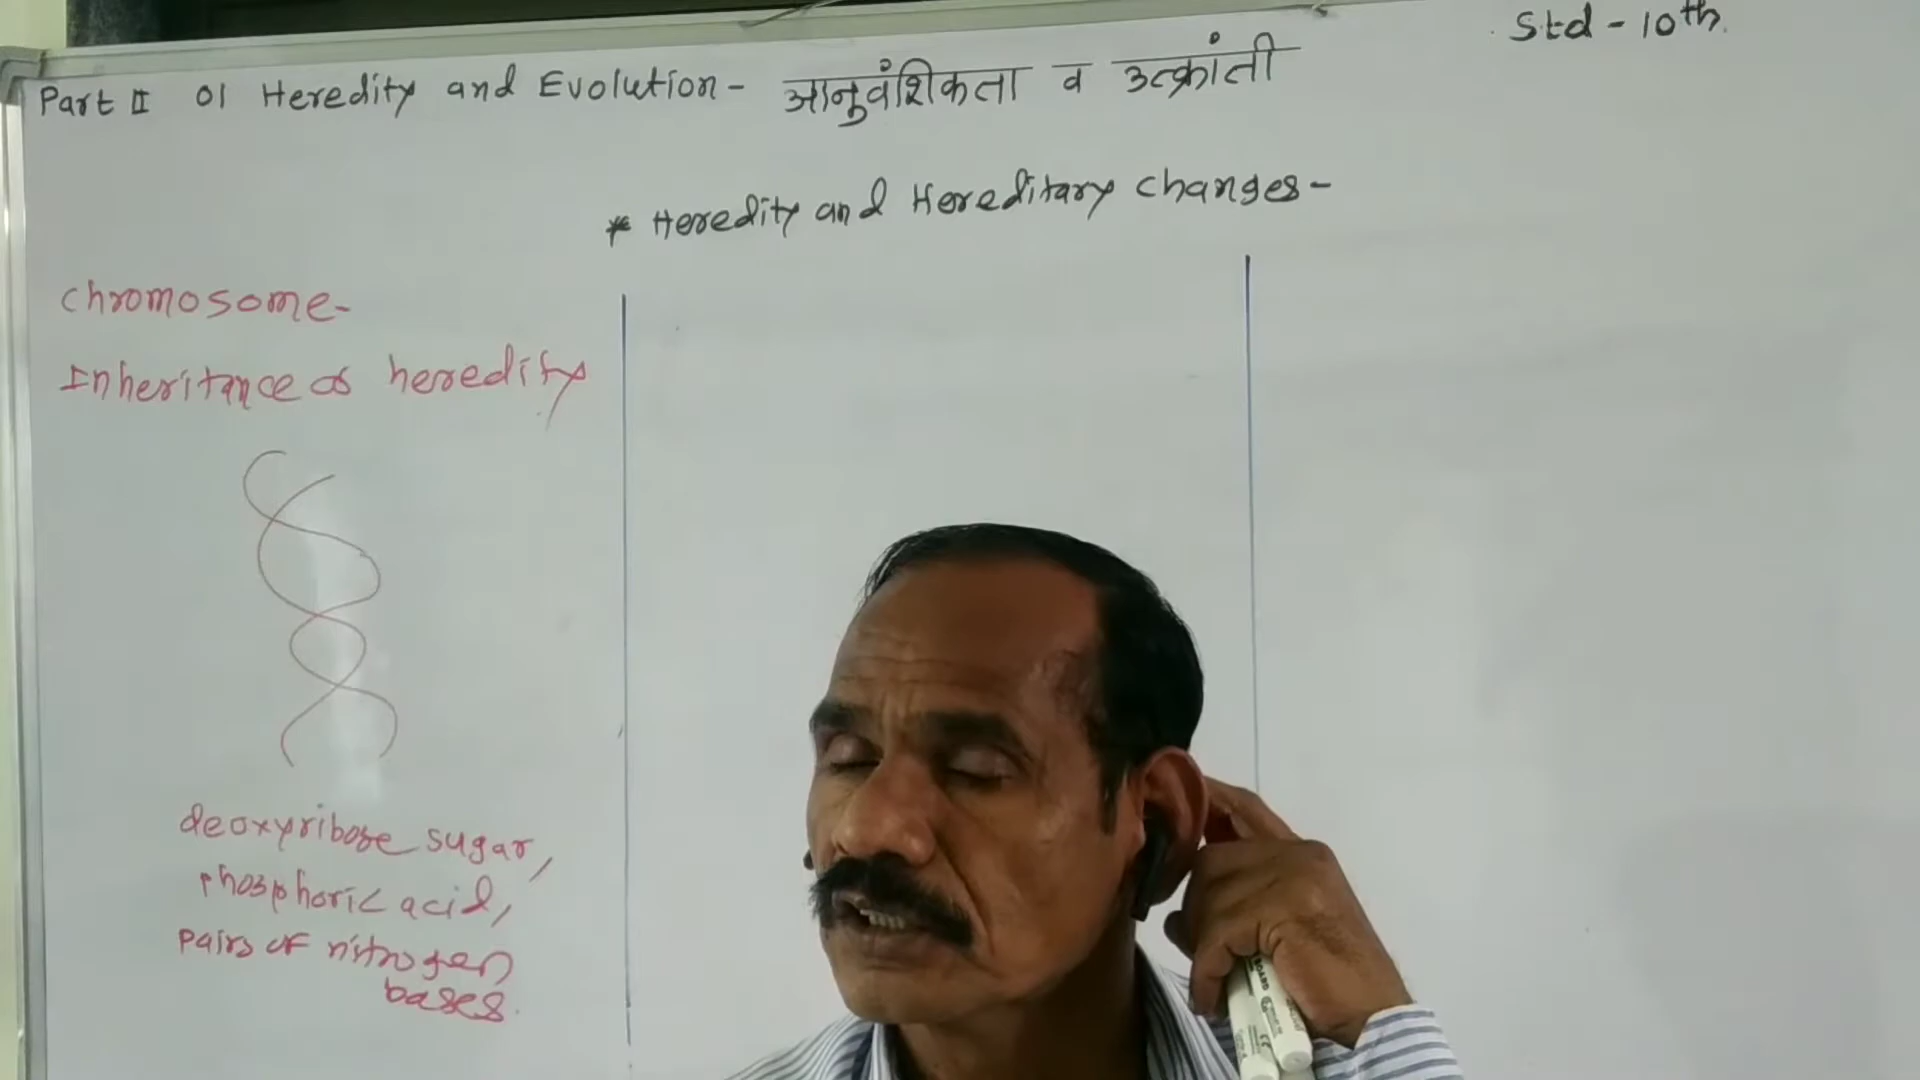 Std - 10th.
Part II 01 Heredity and Evolution - आनुवंशिकता व उत्क्रांती
* Heredity and Hereditary changes-
Chromosome-
Inheritance of heredity
deoxyribose sugar,
phosphoric acid,
Pairs of nitrogen
bases.